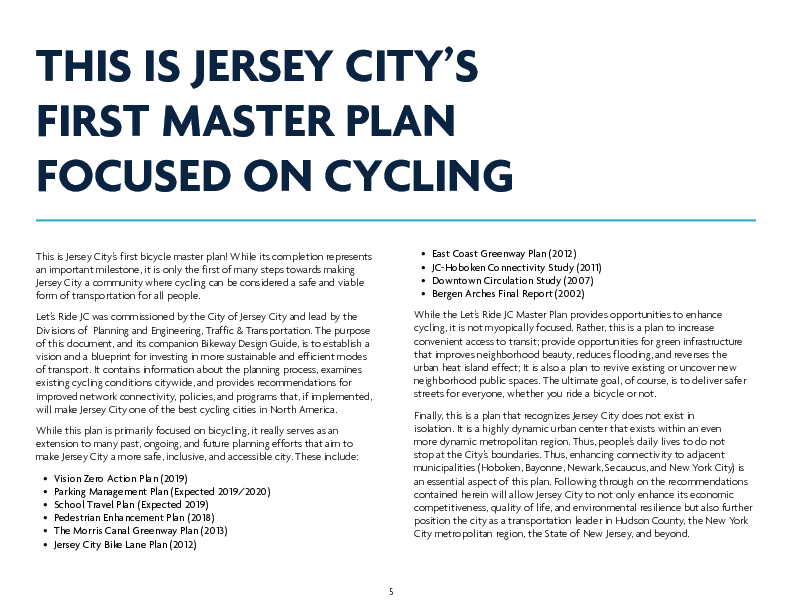 THIS IS JERSEY CITY'S
FIRST MASTER PLAN
FOCUSED ON CYCLING
This is Jersey City's first bicycle master plan! While its completion represents
an important milestone, it is only the first of many steps towards making
Jersey City a community where cycling can be considered a safe and viable
form of transportation for all people.
Let's Ride JC was commissioned by the City of Jersey City and lead by the
Divisions of Planning and Engineering, Traffic & Transportation. The purpose
of this document, and its companion Bikeway Design Guide, is to establish a
vision and a blueprint for investing in more sustainable and efficient modes
of transport. It contains information about the planning process, examines
existing cycling conditions citywide, and provides recommendations for
improved network connectivity, policies, and programs that, if implemented,
will make Jersey City one of the best cycling cities in North America.
While this plan is primarily focused on bicycling, it really serves as an
extension to many past, ongoing, and future planning efforts that aim to
make Jersey City a more safe, inclusive, and accessible city. These include:
• Vision Zero Action Plan (2019)
• Parking Management Plan (Expected 2019/2020)
• School Travel Plan (Expected 2019)
• Pedestrian Enhancement Plan (2018)
• The Morris Canal Greenway Plan (2013)
• Jersey City Bike Lane Plan (2012)
• East Coast Greenway Plan (2012)
• JC-Hoboken Connectivity Study (2011)
• Downtown Circulation Study (2007)
• Bergen Arches Final Report (2002)
While the Let's Ride JC Master Plan provides opportunities to enhance
cycling, it is not myopically focused. Rather, this is a plan to increase
convenient access to transit; provide opportunities for green infrastructure
that improves neighborhood beauty, reduces flooding, and reverses the
urban heat island effect; It is also a plan to revive existing or uncover new
neighborhood public spaces. The ultimate goal, of course, is to deliver safer
streets for everyone, whether you ride a bicycle or not.
Finally, this is a plan that recognizes Jersey City does not exist in
isolation. It is a highly dynamic urban center that exists within an even
more dynamic metropolitan region. Thus, people's daily lives to do not
stop at the City's boundaries. Thus, enhancing connectivity to adjacent
municipalities (Hoboken, Bayonne, Newark, Secaucus, and New York City) is
an essential aspect of this plan. Following through on the recommendations
contained herein will allow Jersey City to not only enhance its economic
competitiveness, quality of life, and environmental resilience but also further
position the city as a transportation leader in Hudson County, the New York
City metropolitan region, the State of New Jersey, and beyond.
5